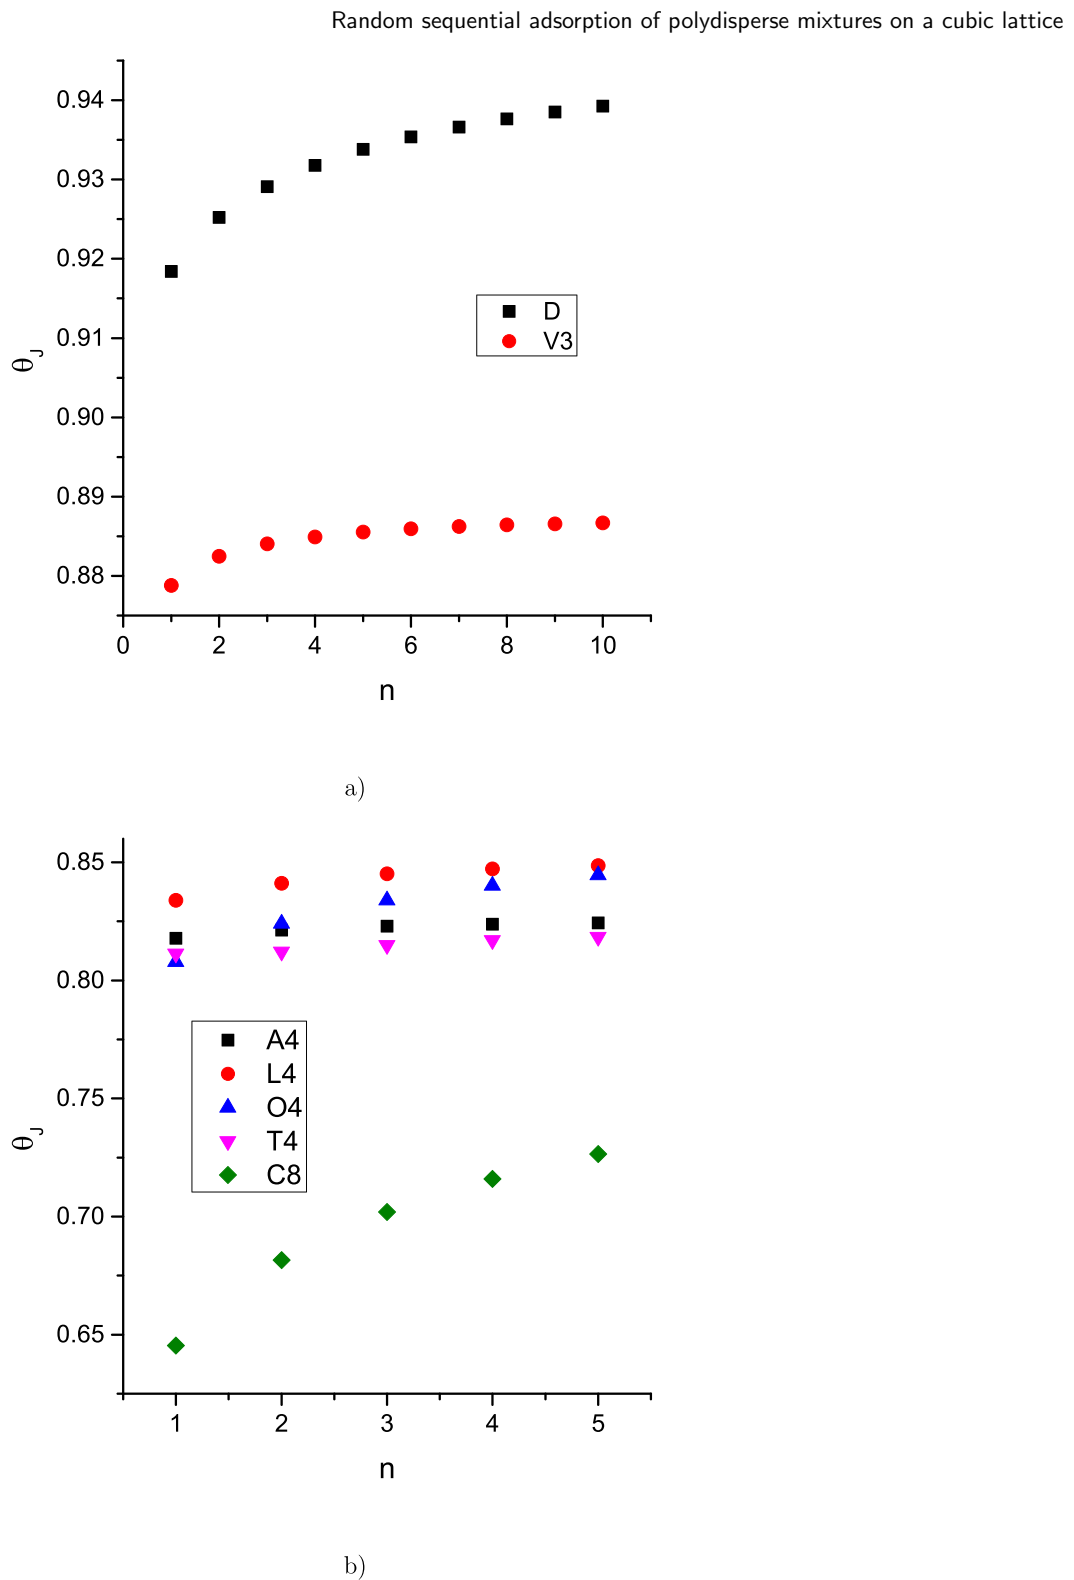 Random sequential adsorption of polydisperse mixtures on a cubic lattice
0.94
0.93
0.92
0.91
0.90
0.89
0.88
θJ
D
V3
0 2 4 6 8 10
n
a)
0.85
0.80
0.75
0.70
0.65
θJ
A4
L4
O4
T4
C8
1 2 3 4 5
n
b)